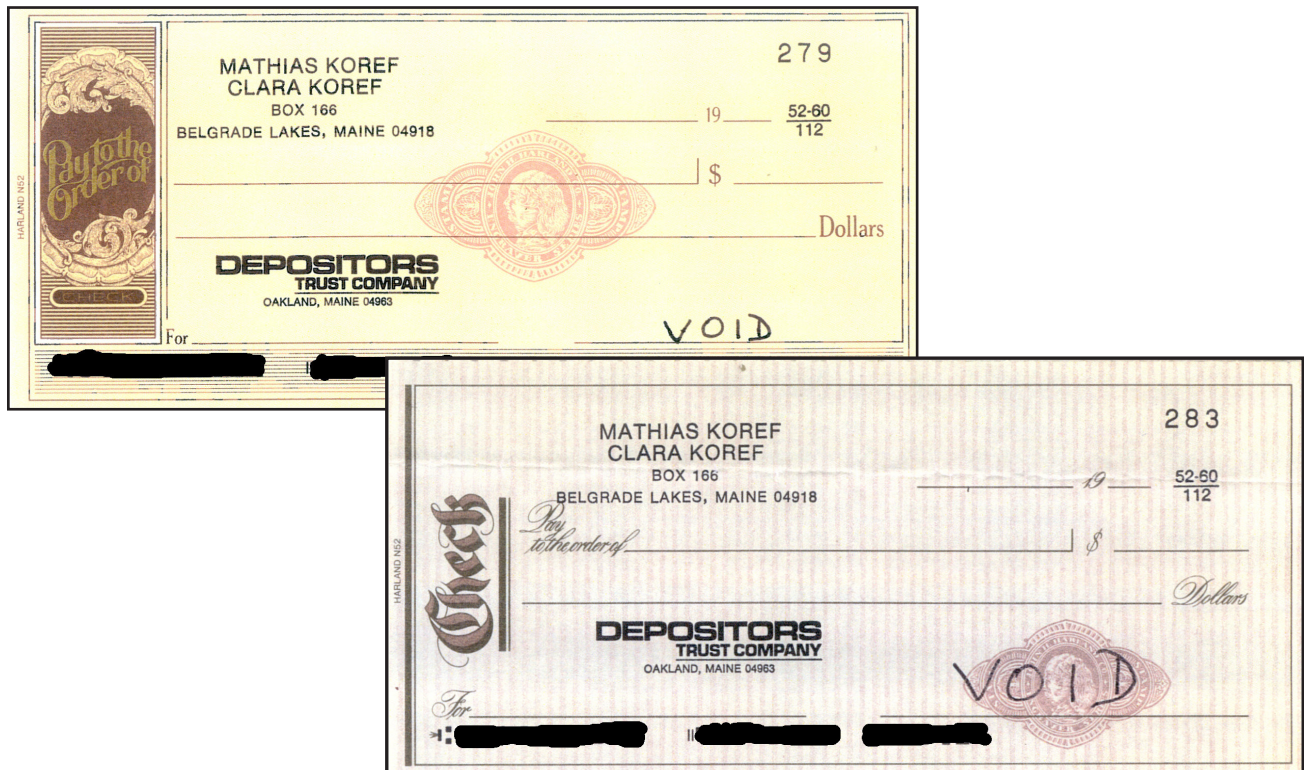 279
MATHIAS KOREF
CLARA KOREF
BOX 166
BELGRADE LAKES, MAINE 04918
19
52-60
112
Pay to the
Order of
$
Dollars
HARLAND N52
DEPOSITORS
TRUST COMPANY
OAKLAND, MAINE 04963
CHECK
For
VOID
283
MATHIAS KOREF
CLARA KOREF
BOX 166
BELGRADE LAKES, MAINE 04918
19
52-60
112
Check
Pay
to the order of
$
HARLAND N52
Dollars
DEPOSITORS
TRUST COMPANY
OAKLAND, MAINE 04963
VOID
For